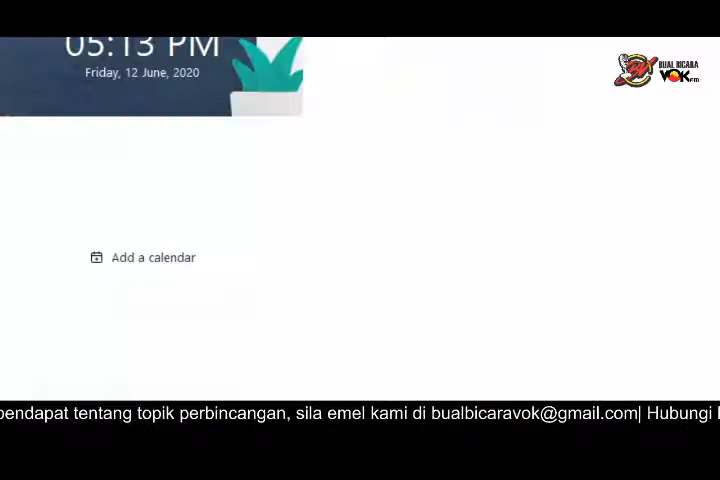 05:13 PM
Friday, 12 June, 2020
BUAL BICARA
VOKFM
Add a calendar
pendapat tentang topik perbincangan, sila emel kami di bualbicaravok@gmail.com| Hubungi